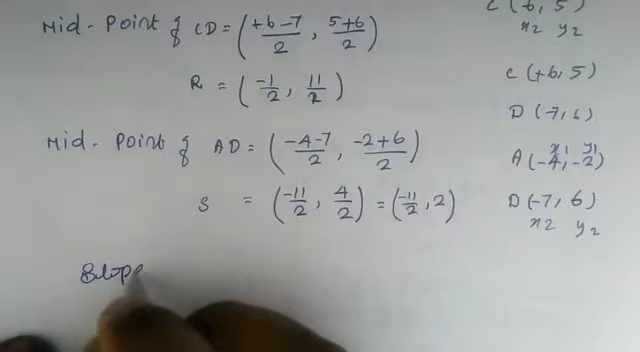 C (6, 5)
x2 y2
Mid - Point of CD = (+6-7/2 , 5+6/2)
R = (-1/2 , 11/2)
C (+6, 5)
D (-7, 6)
Mid - Point of AD = (-4-7/2 , -2+6/2)
x1 y1
A (-4, -2)
S = (-11/2 , 4/2) = (-11/2 , 2)
D (-7, 6)
x2 y2
Slope